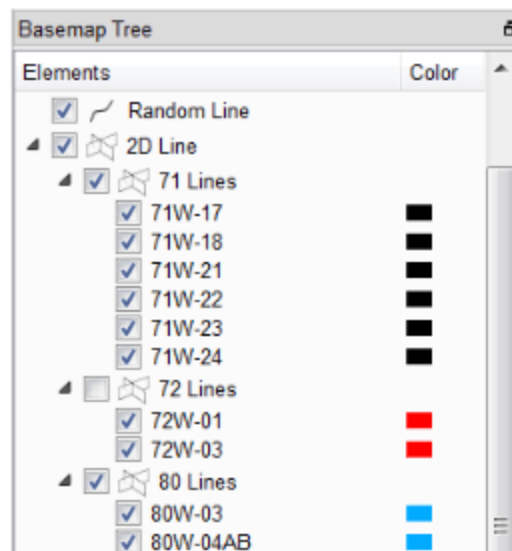 Basemap Tree
Elements Color
Random Line
2D Line
71 Lines
71W-17
71W-18
71W-21
71W-22
71W-23
71W-24
72 Lines
72W-01
72W-03
80 Lines
80W-03
80W-04AB